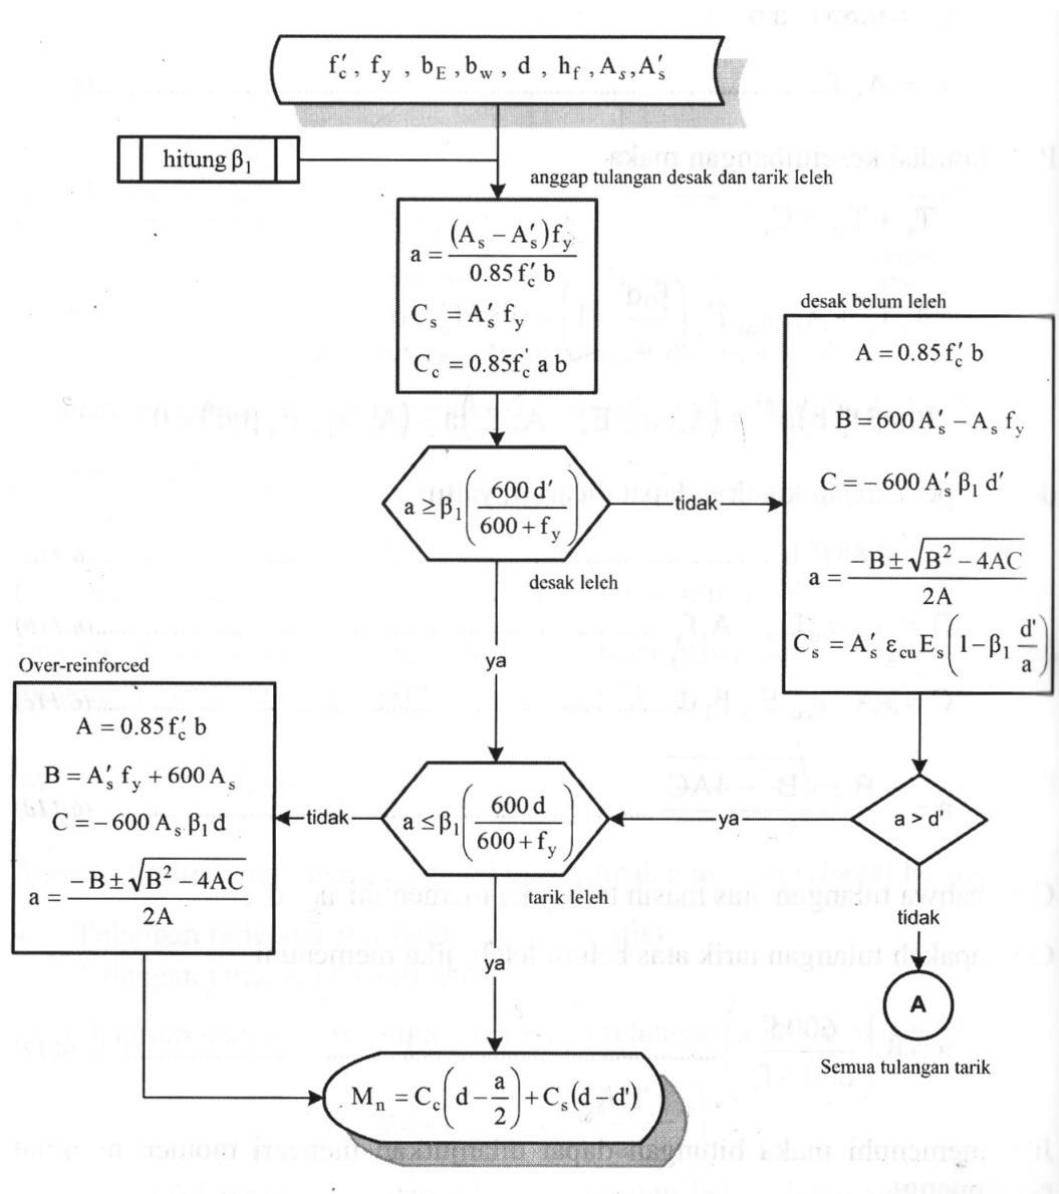 f′c , fy , bE , bw , d , hf , As , A′s
hitung β1
anggap tulangan desak dan tarik leleh
a = (As − A′s) fy / 0.85 f′c b
Cs = A′s fy
Cc = 0.85f′c a b
a ≥ β1 (600 d' / 600 + fy)
tidak
desak leleh
ya
desak belum leleh
A = 0.85 f′c b
B = 600 A′s − As fy
C = −600 A′s β1 d'
a = −B ± √B² − 4AC / 2A
Cs = A′s εcu Es (1 − β1 d'/a)
a > d'
ya
tidak
A
Semua tulangan tarik
a ≤ β1 (600 d / 600 + fy)
tidak
tarik leleh
ya
Over-reinforced
A = 0.85 f′c b
B = A′s fy + 600 As
C = −600 As β1 d
a = −B ± √B² − 4AC / 2A
Mn = Cc (d − a/2) + Cs (d − d')